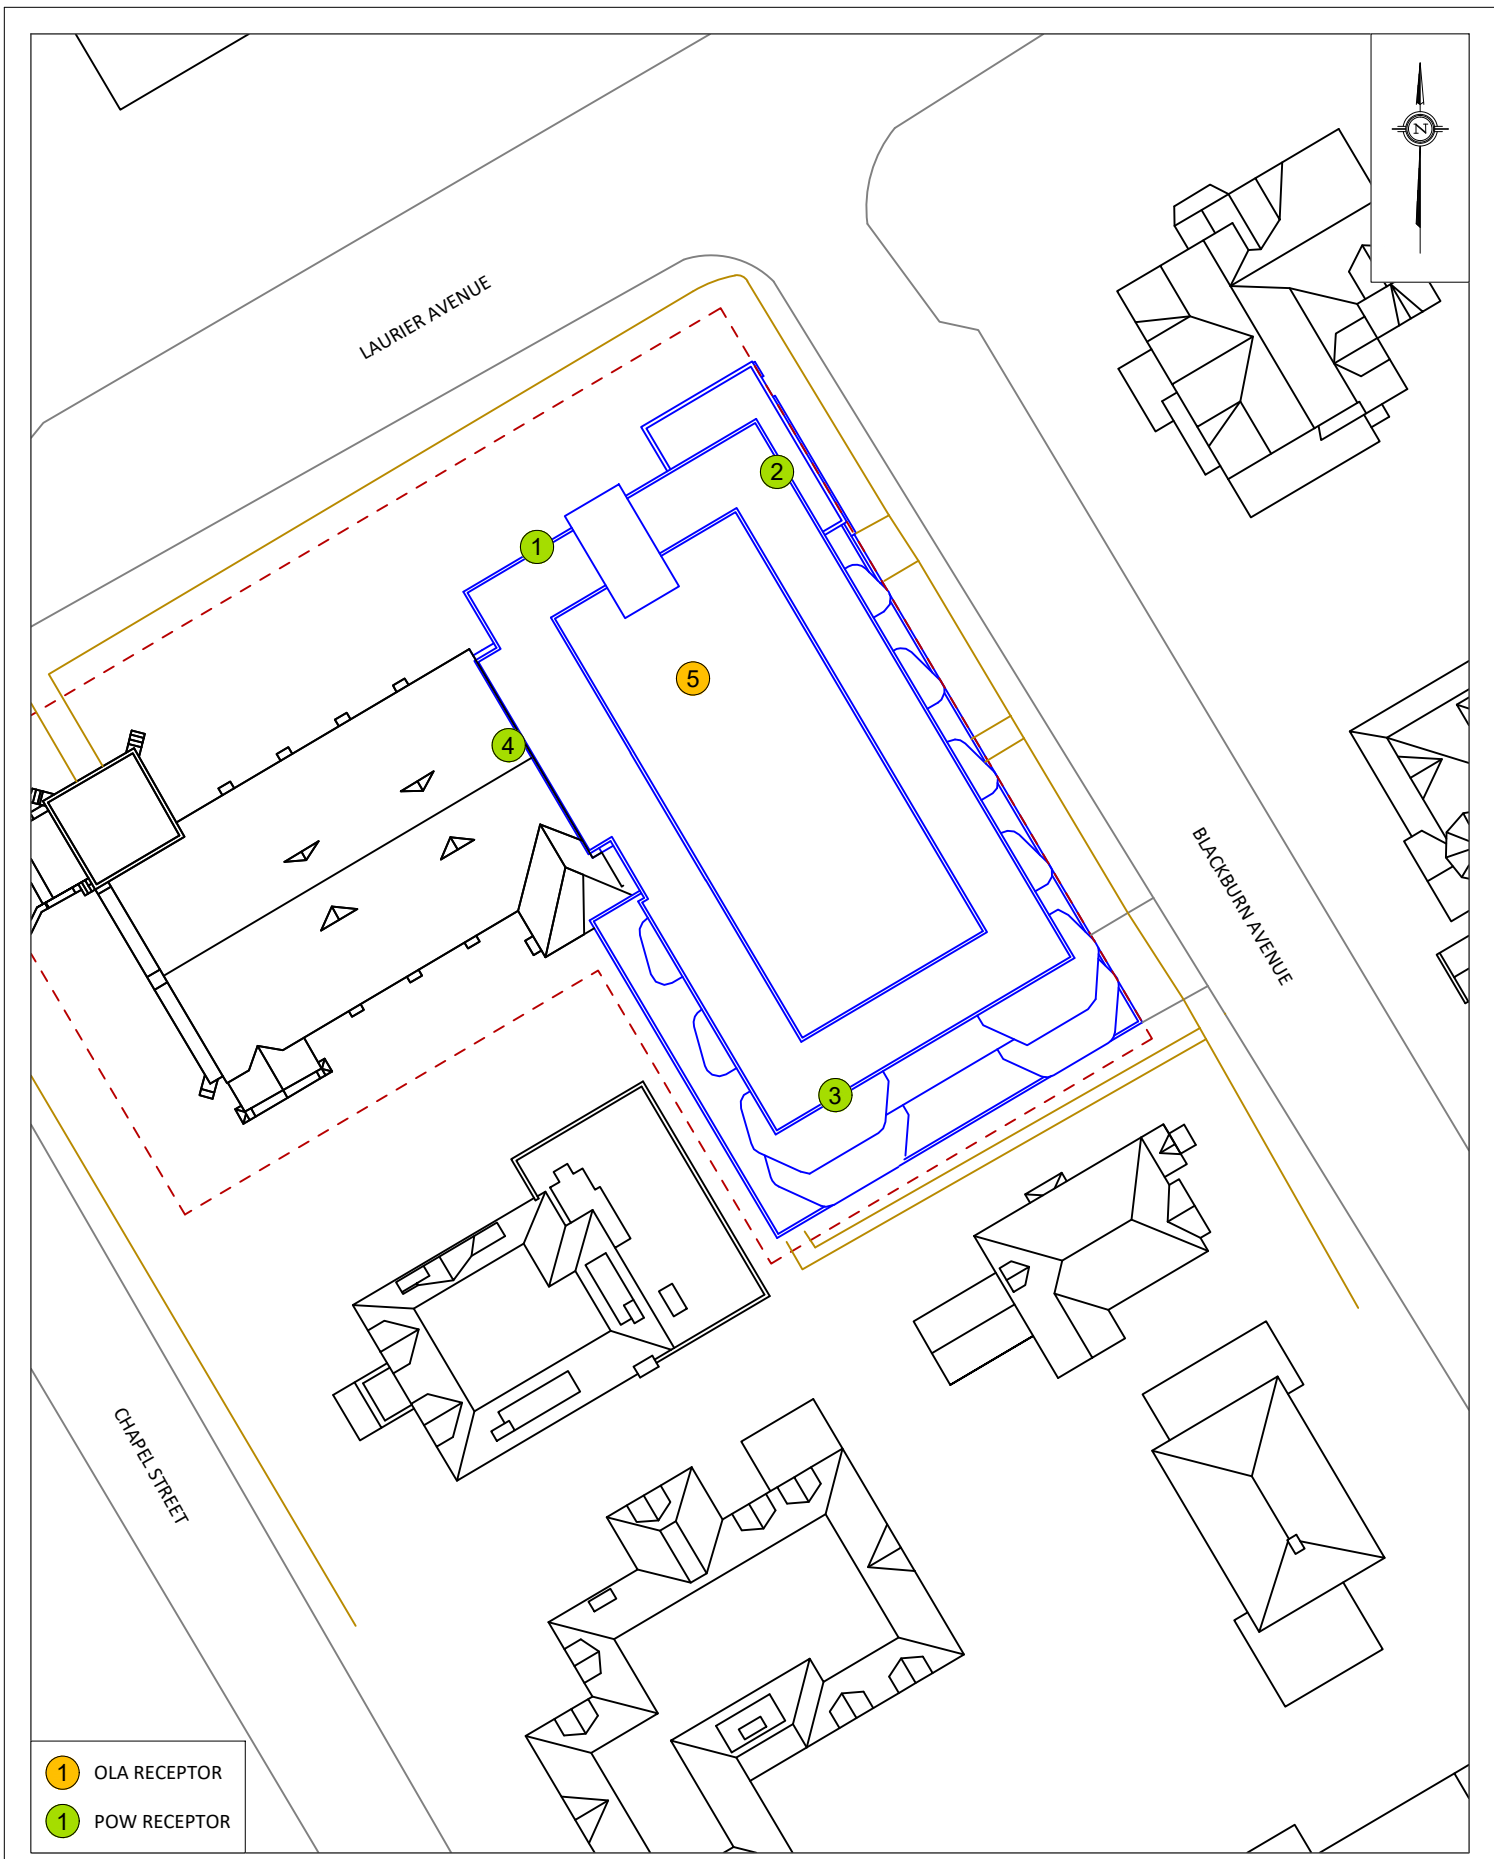 N
LAURIER AVENUE
2
1
5
4
BLACKBURN AVENUE
3
CHAPEL STREET
1 OLA RECEPTOR
1 POW RECEPTOR